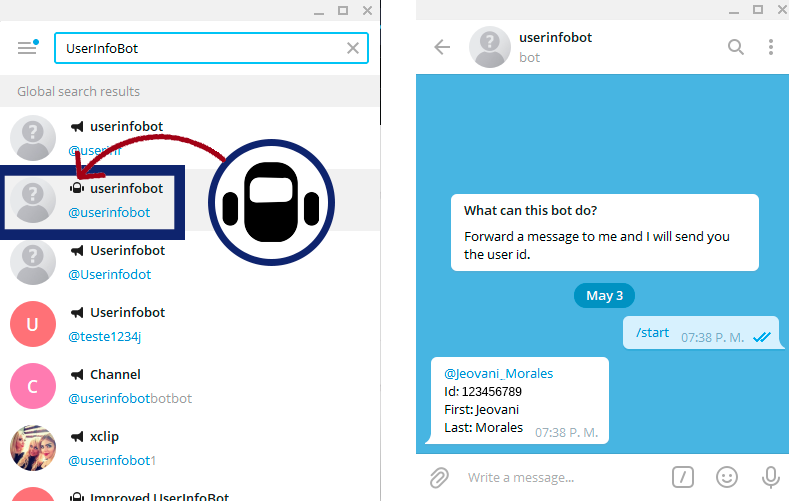 UserInfoBot
Global search results
userinfobot
userinfobot
@userinfobot
Userinfobot
@Userinfodot
Userinfobot
@teste1234j
Channel
@userinfobotbotbot
xclip
@userinfobot1
Improved UserInfoBot
U
C
userinfobot
bot
What can this bot do?
Forward a message to me and I will send you
the user id.
May 3
/start
07:38 P. M.
@Jeovani_Morales
Id: 123456789
First: Jeovani
Last: Morales
07:38 P. M.
Write a message...